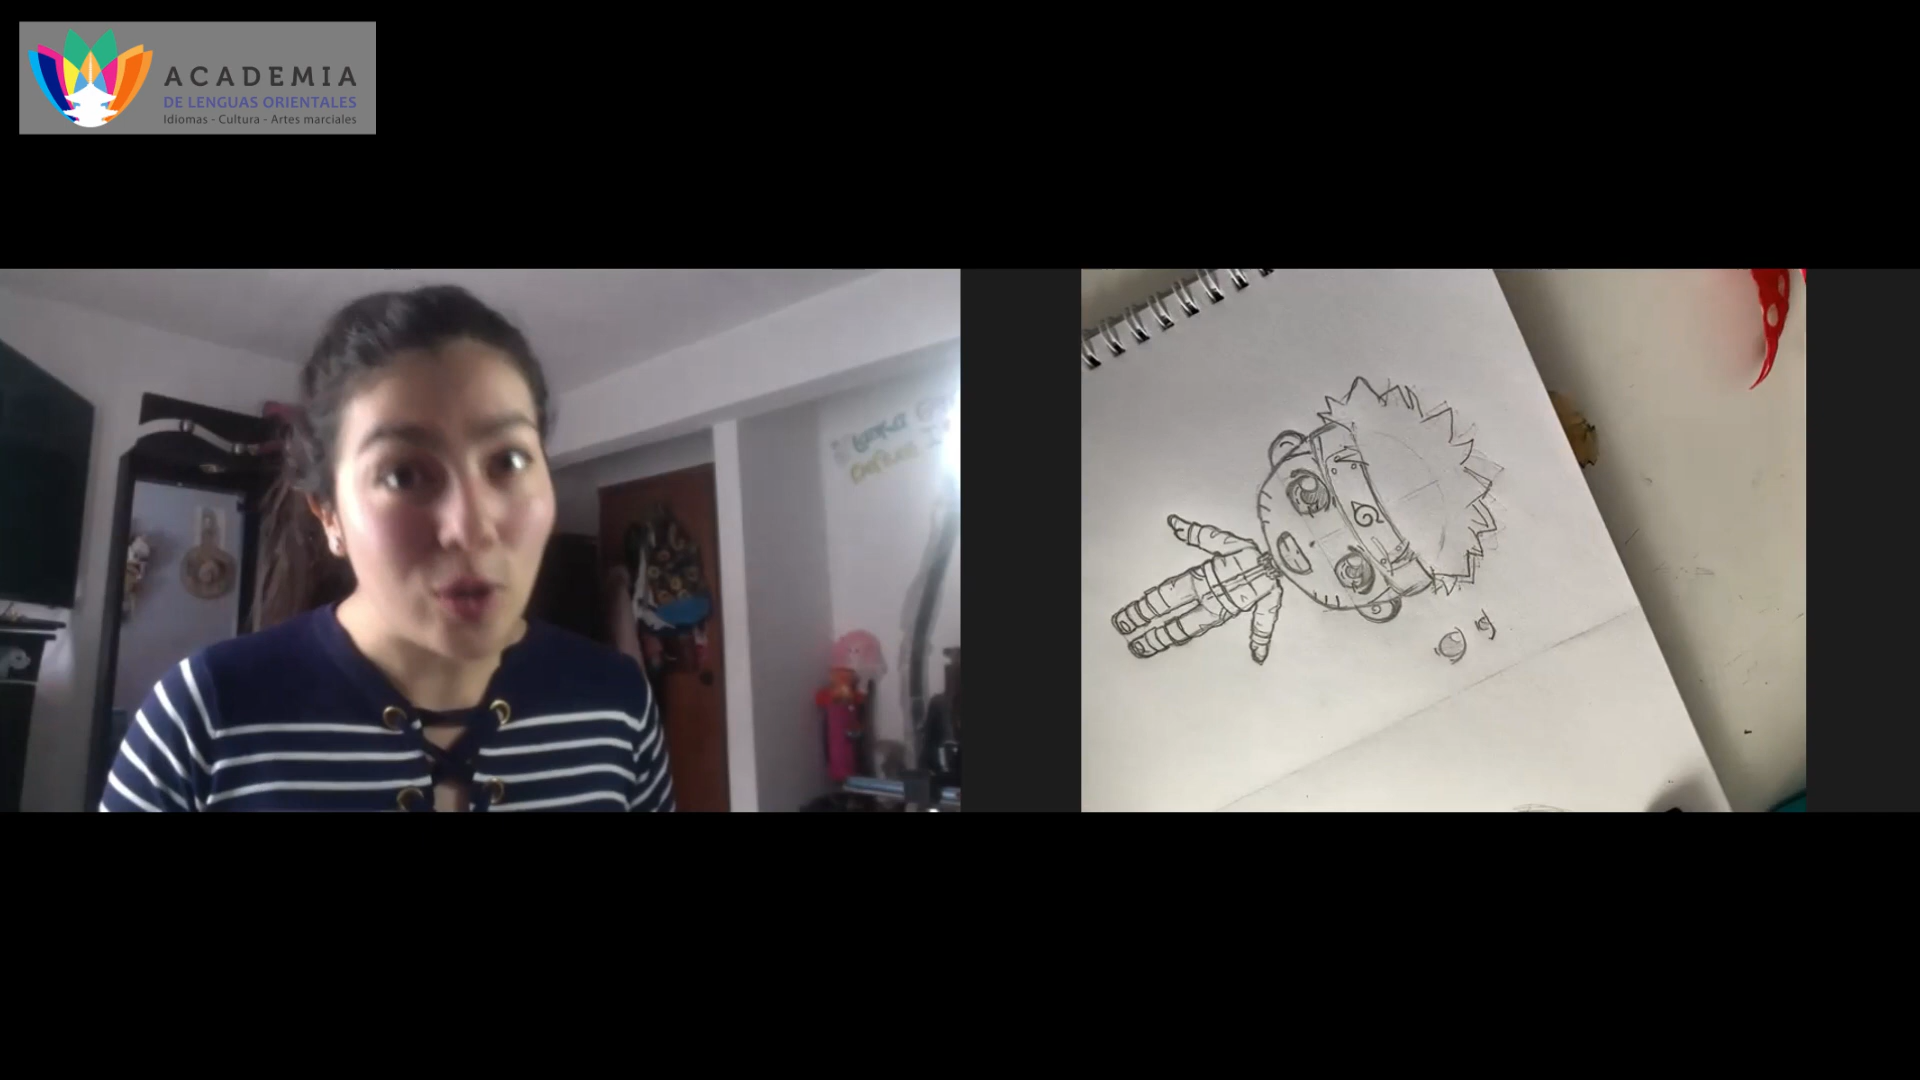 ACADEMIA
DE LENGUAS ORIENTALES
Idiomas - Cultura - Artes marciales